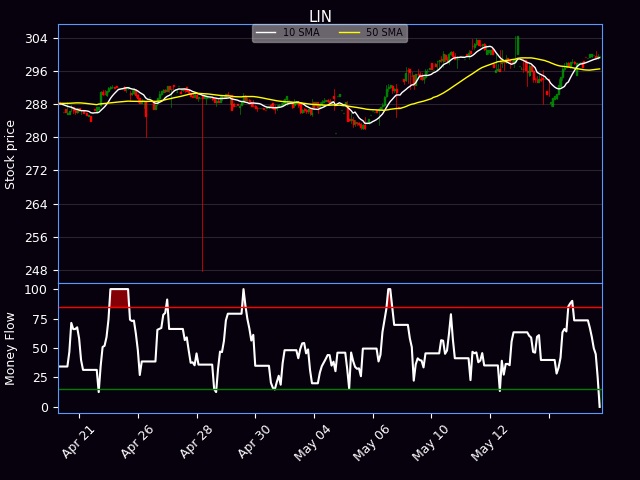 LIN
10 SMA
50 SMA
Stock price
304
296
288
280
272
264
256
248
Money Flow
100
75
50
25
0
Apr 21
Apr 26
Apr 28
Apr 30
May 04
May 06
May 10
May 12